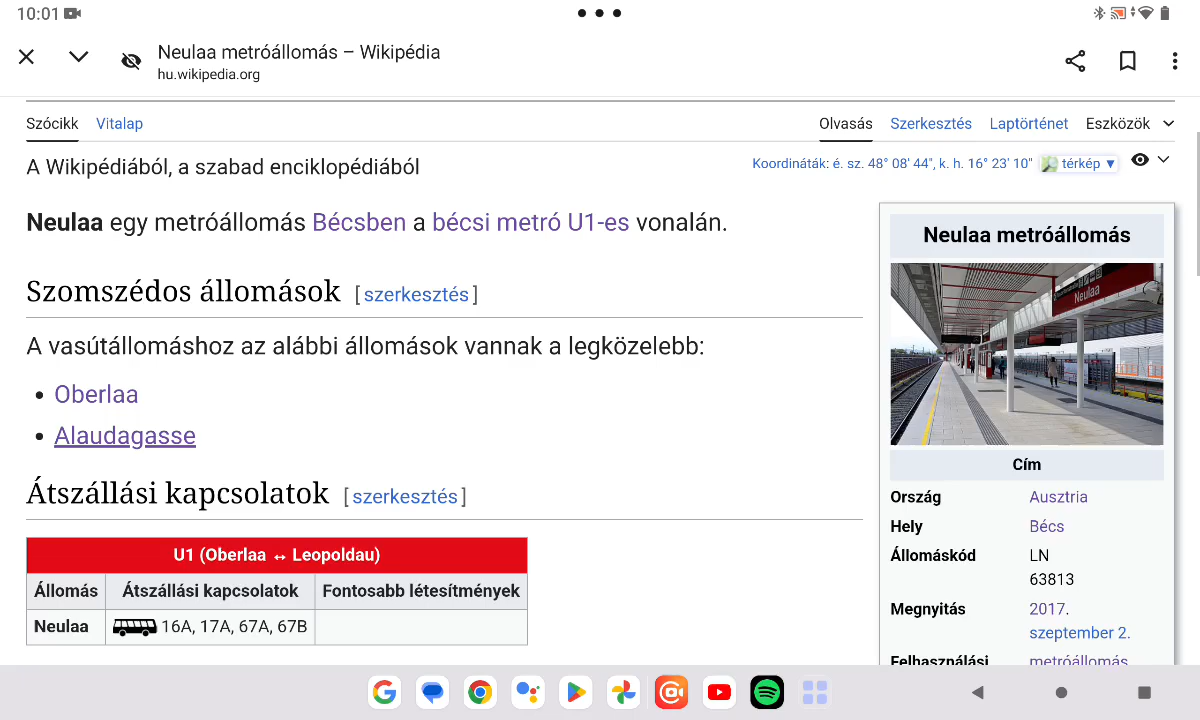 10:01
Neulaa metróállomás – Wikipédia
hu.wikipedia.org
Szócikk Vitalap Olvasás Szerkesztés Laptörténet Eszközök
A Wikipédiából, a szabad enciklopédiából
Koordináták: é. sz. 48° 08′ 44″, k. h. 16° 23′ 10″ térkép ▼
Neulaa egy metróállomás Bécsben a bécsi metró U1-es vonalán.
Szomszédos állomások [szerkesztés]
A vasútállomáshoz az alábbi állomások vannak a legközelebb:
• Oberlaa
• Alaudagasse
Átszállási kapcsolatok [szerkesztés]
U1 (Oberlaa ↔ Leopoldau)
Állomás Átszállási kapcsolatok Fontosabb létesítmények
Neulaa 16A, 17A, 67A, 67B
Neulaa metróállomás
Neulaa
Cím
Ország Ausztria
Hely Bécs
Állomáskód LN
63813
Megnyitás 2017.
szeptember 2.
Felhasználási metróállomás